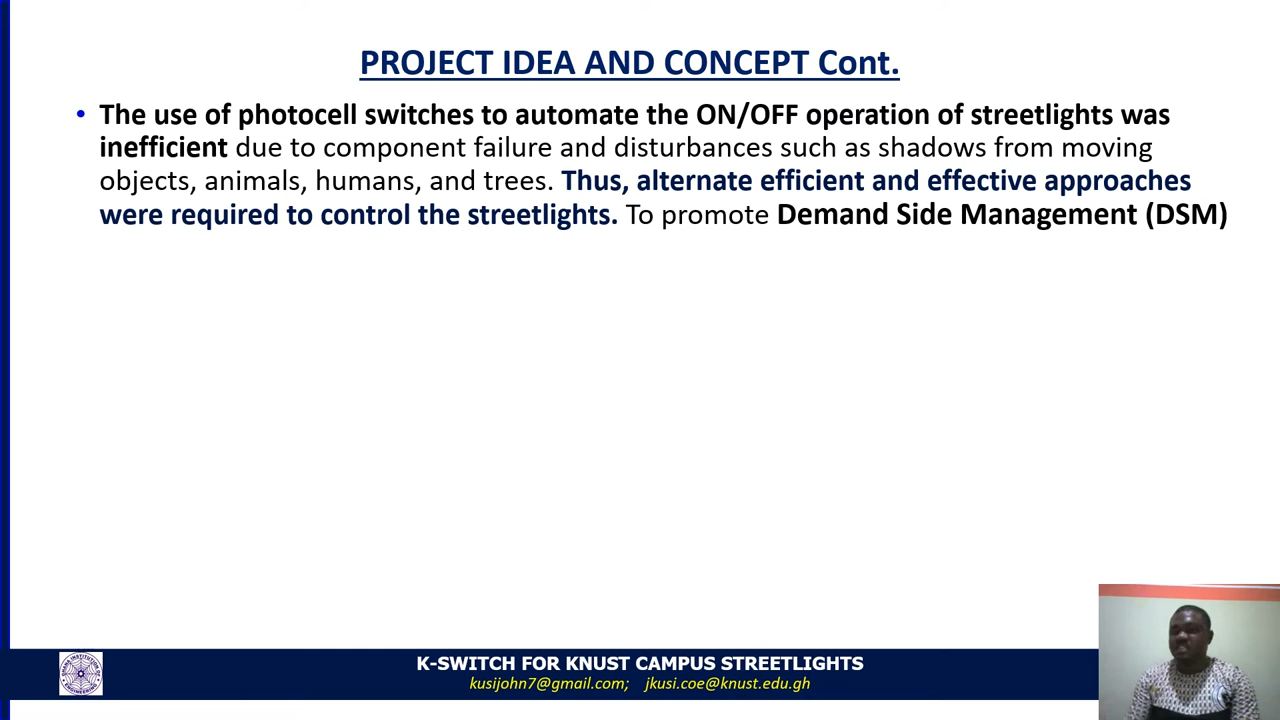 PROJECT IDEA AND CONCEPT Cont.
• The use of photocell switches to automate the ON/OFF operation of streetlights was
inefficient due to component failure and disturbances such as shadows from moving
objects, animals, humans, and trees. Thus, alternate efficient and effective approaches
were required to control the streetlights. To promote Demand Side Management (DSM)
K-SWITCH FOR KNUST CAMPUS STREETLIGHTS
kusijohn7@gmail.com; jkusi.coe@knust.edu.gh